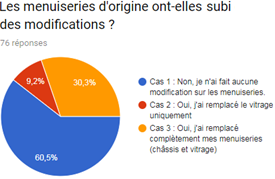 Les menuiseries d'origine ont-elles subi
des modifications ?
76 réponses
9,2%
30,3%
60,5%
Cas 1 : Non, je n'ai fait aucune
modification sur les menuiseries.
Cas 2 : Oui, j'ai remplacé le vitrage
uniquement
Cas 3 : Oui, j'ai remplacé
complètement mes menuiseries
(châssis et vitrage)